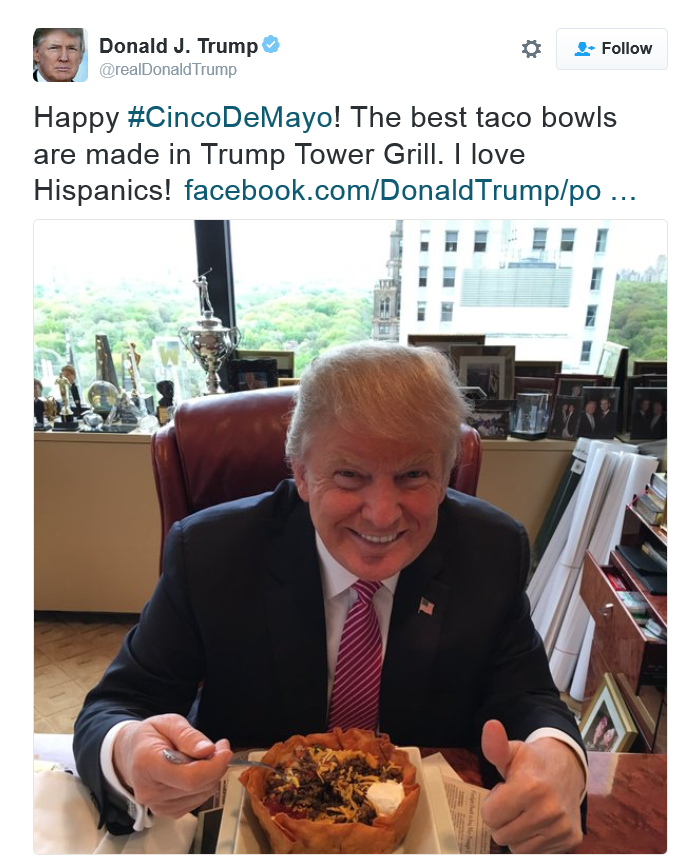 Donald J. Trump
Follow
@realDonaldTrump
Happy #CincoDeMayo! The best taco bowls
are made in Trump Tower Grill. I love
Hispanics! facebook.com/DonaldTrump/po ...